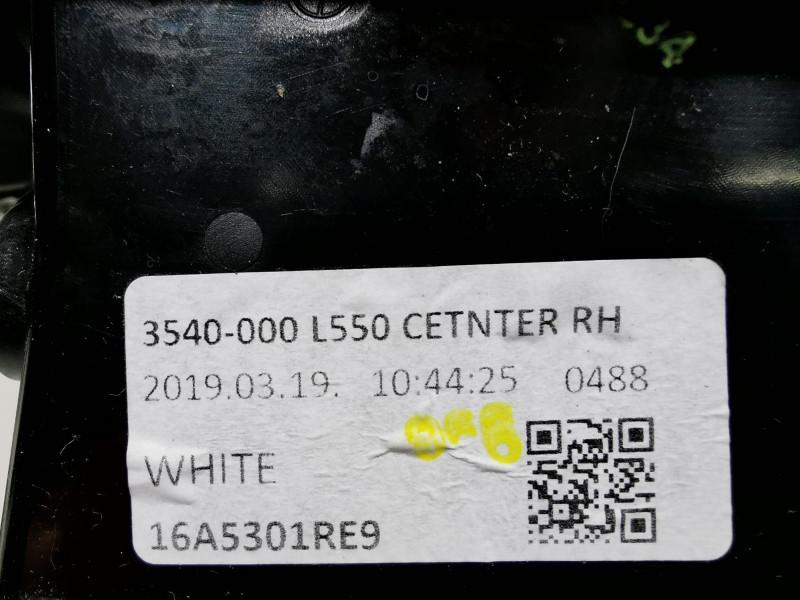 3540-000 L550 CETNTER RH
2019.03.19. 10:44:25 0488
WHITE
16A5301RE9